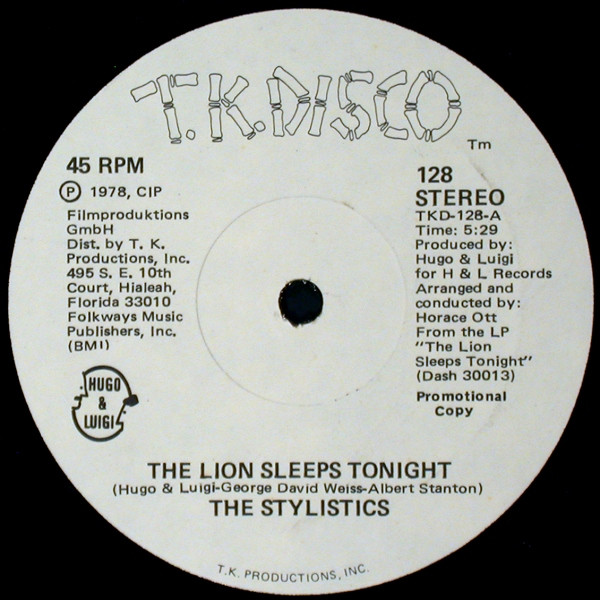 T.K. DISCO
Tm
45 RPM
Ⓟ 1978, CIP
Filmproduktions
GmbH
Dist. by T. K.
Productions, Inc.
495 S. E. 10th
Court, Hialeah,
Florida 33010
Folkways Music
Publishers, Inc.
(BMI)
HUGO
&
LUIGI
128
STEREO
TKD-128-A
Time: 5:29
Produced by:
Hugo & Luigi
for H & L Records
Arranged and
conducted by:
Horace Ott
From the LP
"The Lion
Sleeps Tonight"
(Dash 30013)
Promotional
Copy
THE LION SLEEPS TONIGHT
(Hugo & Luigi-George David Weiss-Albert Stanton)
THE STYLISTICS
T.K. PRODUCTIONS, INC.